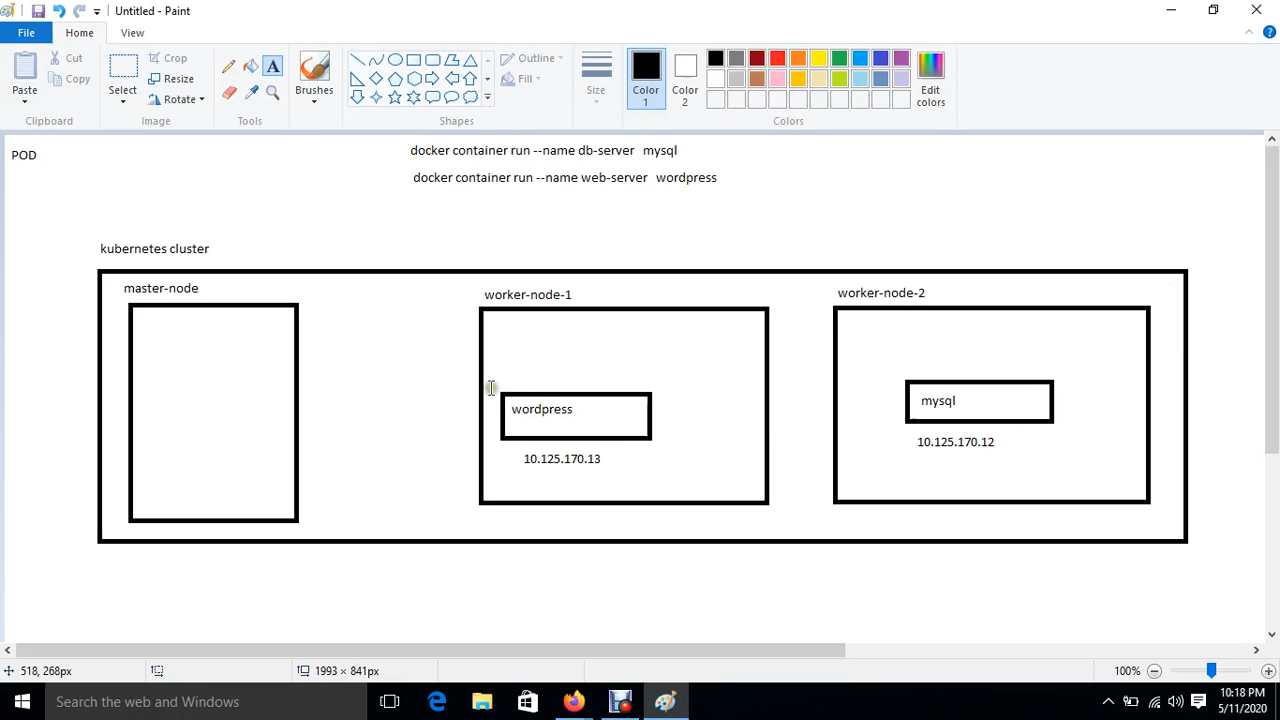 Untitled - Paint
File
Home
View
Paste
Cut
Copy
Clipboard
Select
Crop
Resize
Rotate
Image
A
Tools
Brushes
Shapes
Outline
Fill
Size
Color 1
Color 2
Colors
Edit colors
POD
docker container run --name db-server mysql
docker container run --name web-server wordpress
kubernetes cluster
master-node
worker-node-1
worker-node-2
wordpress
10.125.170.13
mysql
10.125.170.12
518, 268px
1993 × 841px
100%
Search the web and Windows
10:18 PM
5/11/2020